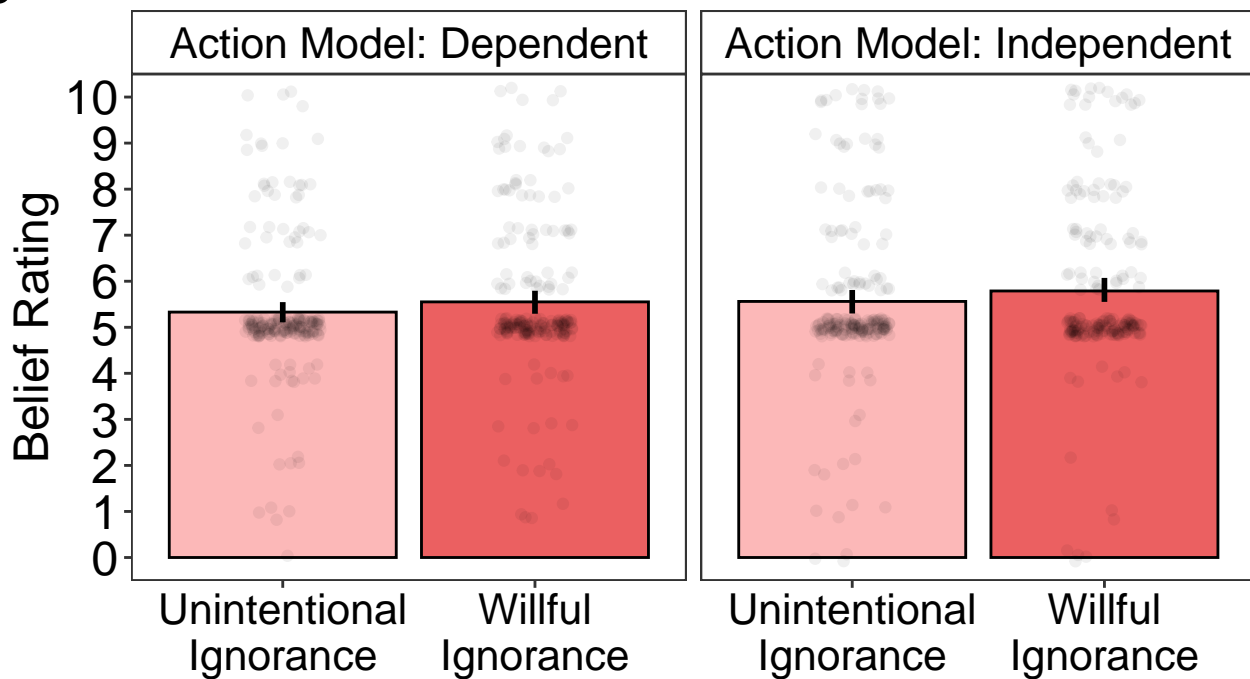 Action Model: Dependent
Action Model: Independent
Belief Rating
10
9
8
7
6
5
4
3
2
1
0
Unintentional
Ignorance
Willful
Ignorance
Unintentional
Ignorance
Willful
Ignorance